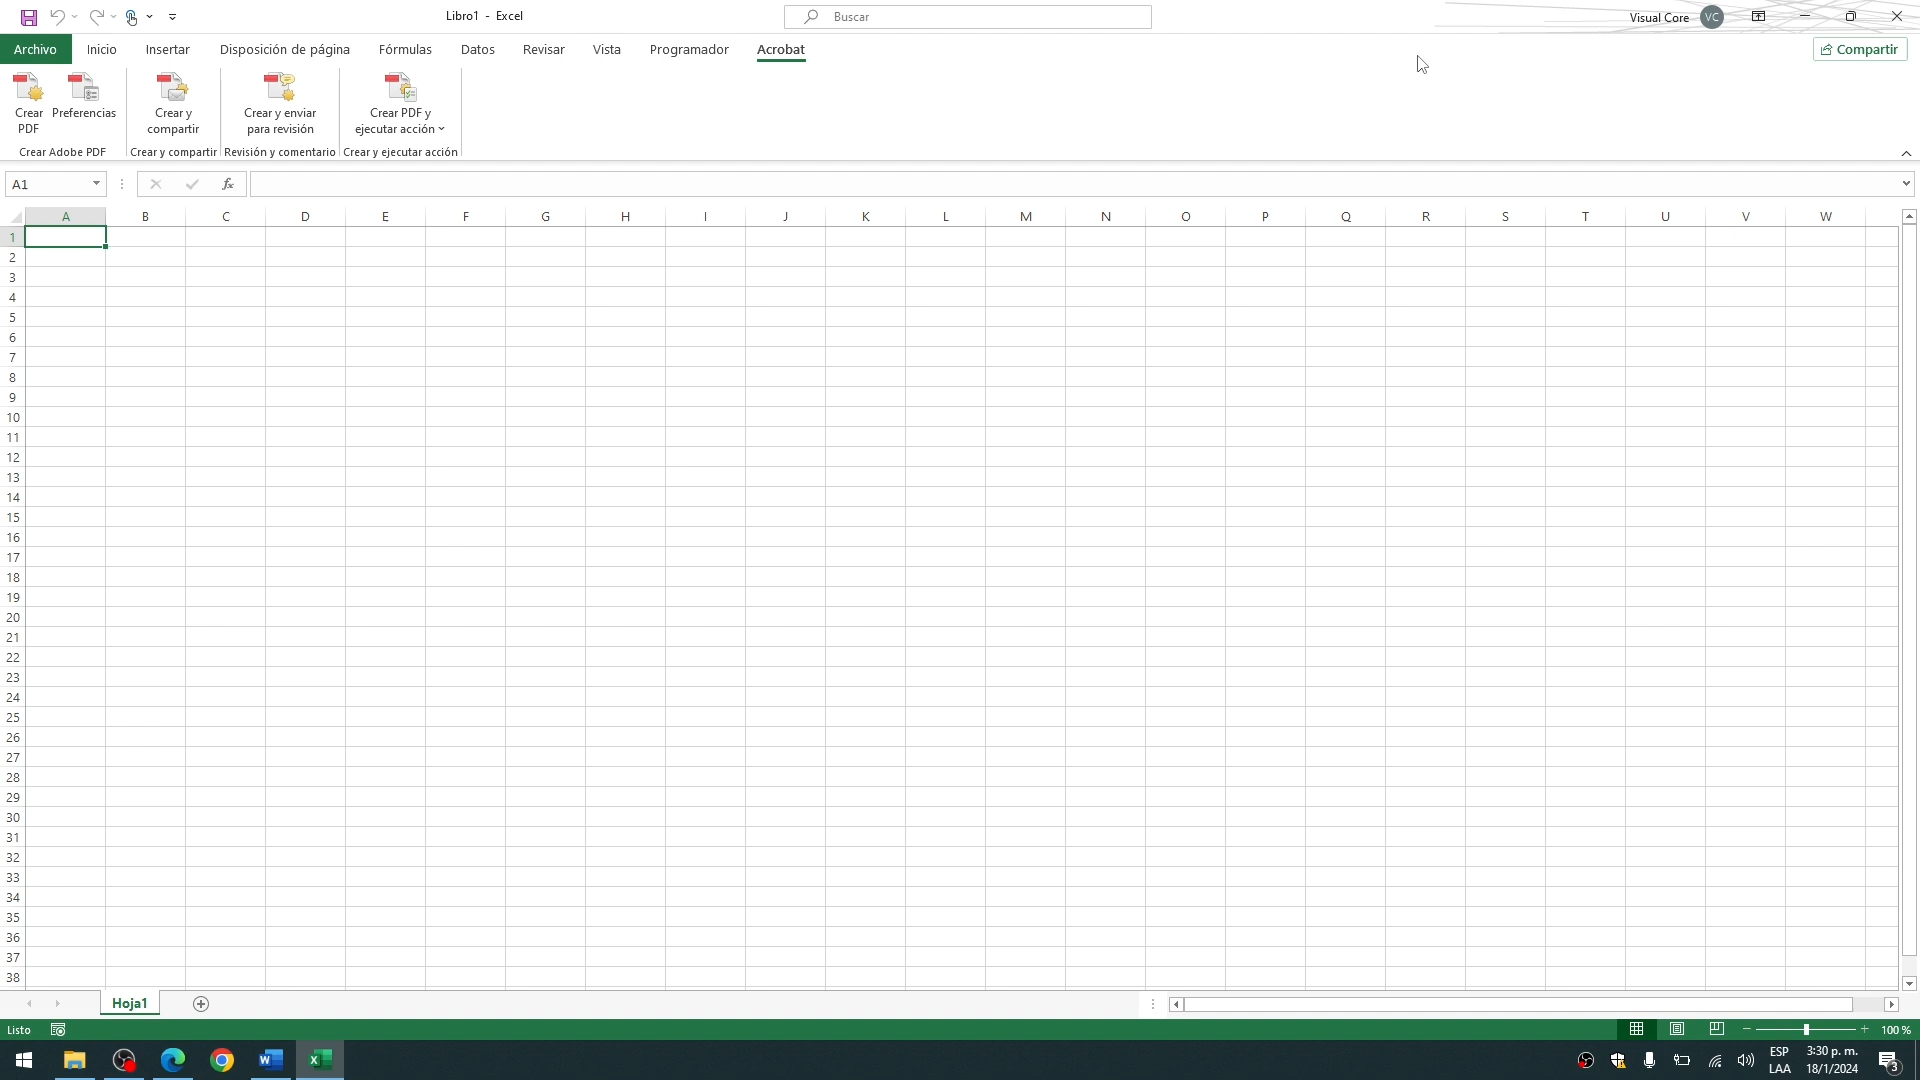 Libro1 - Excel
Buscar
Visual Core
VC
Archivo
Inicio
Insertar
Disposición de página
Fórmulas
Datos
Revisar
Vista
Programador
Acrobat
Compartir
Crear PDF
Preferencias
Crear y compartir
Crear y enviar para revisión
Crear PDF y ejecutar acción
Crear Adobe PDF
Crear y compartir
Revisión y comentario
Crear y ejecutar acción
A1
fx
A B C D E F G H I J K L M N O P Q R S T U V W
1
2
3
4
5
6
7
8
9
10
11
12
13
14
15
16
17
18
19
20
21
22
23
24
25
26
27
28
29
30
31
32
33
34
35
36
37
38
Hoja1
Listo
100 %
ESP
LAA
3:30 p. m.
18/1/2024
3